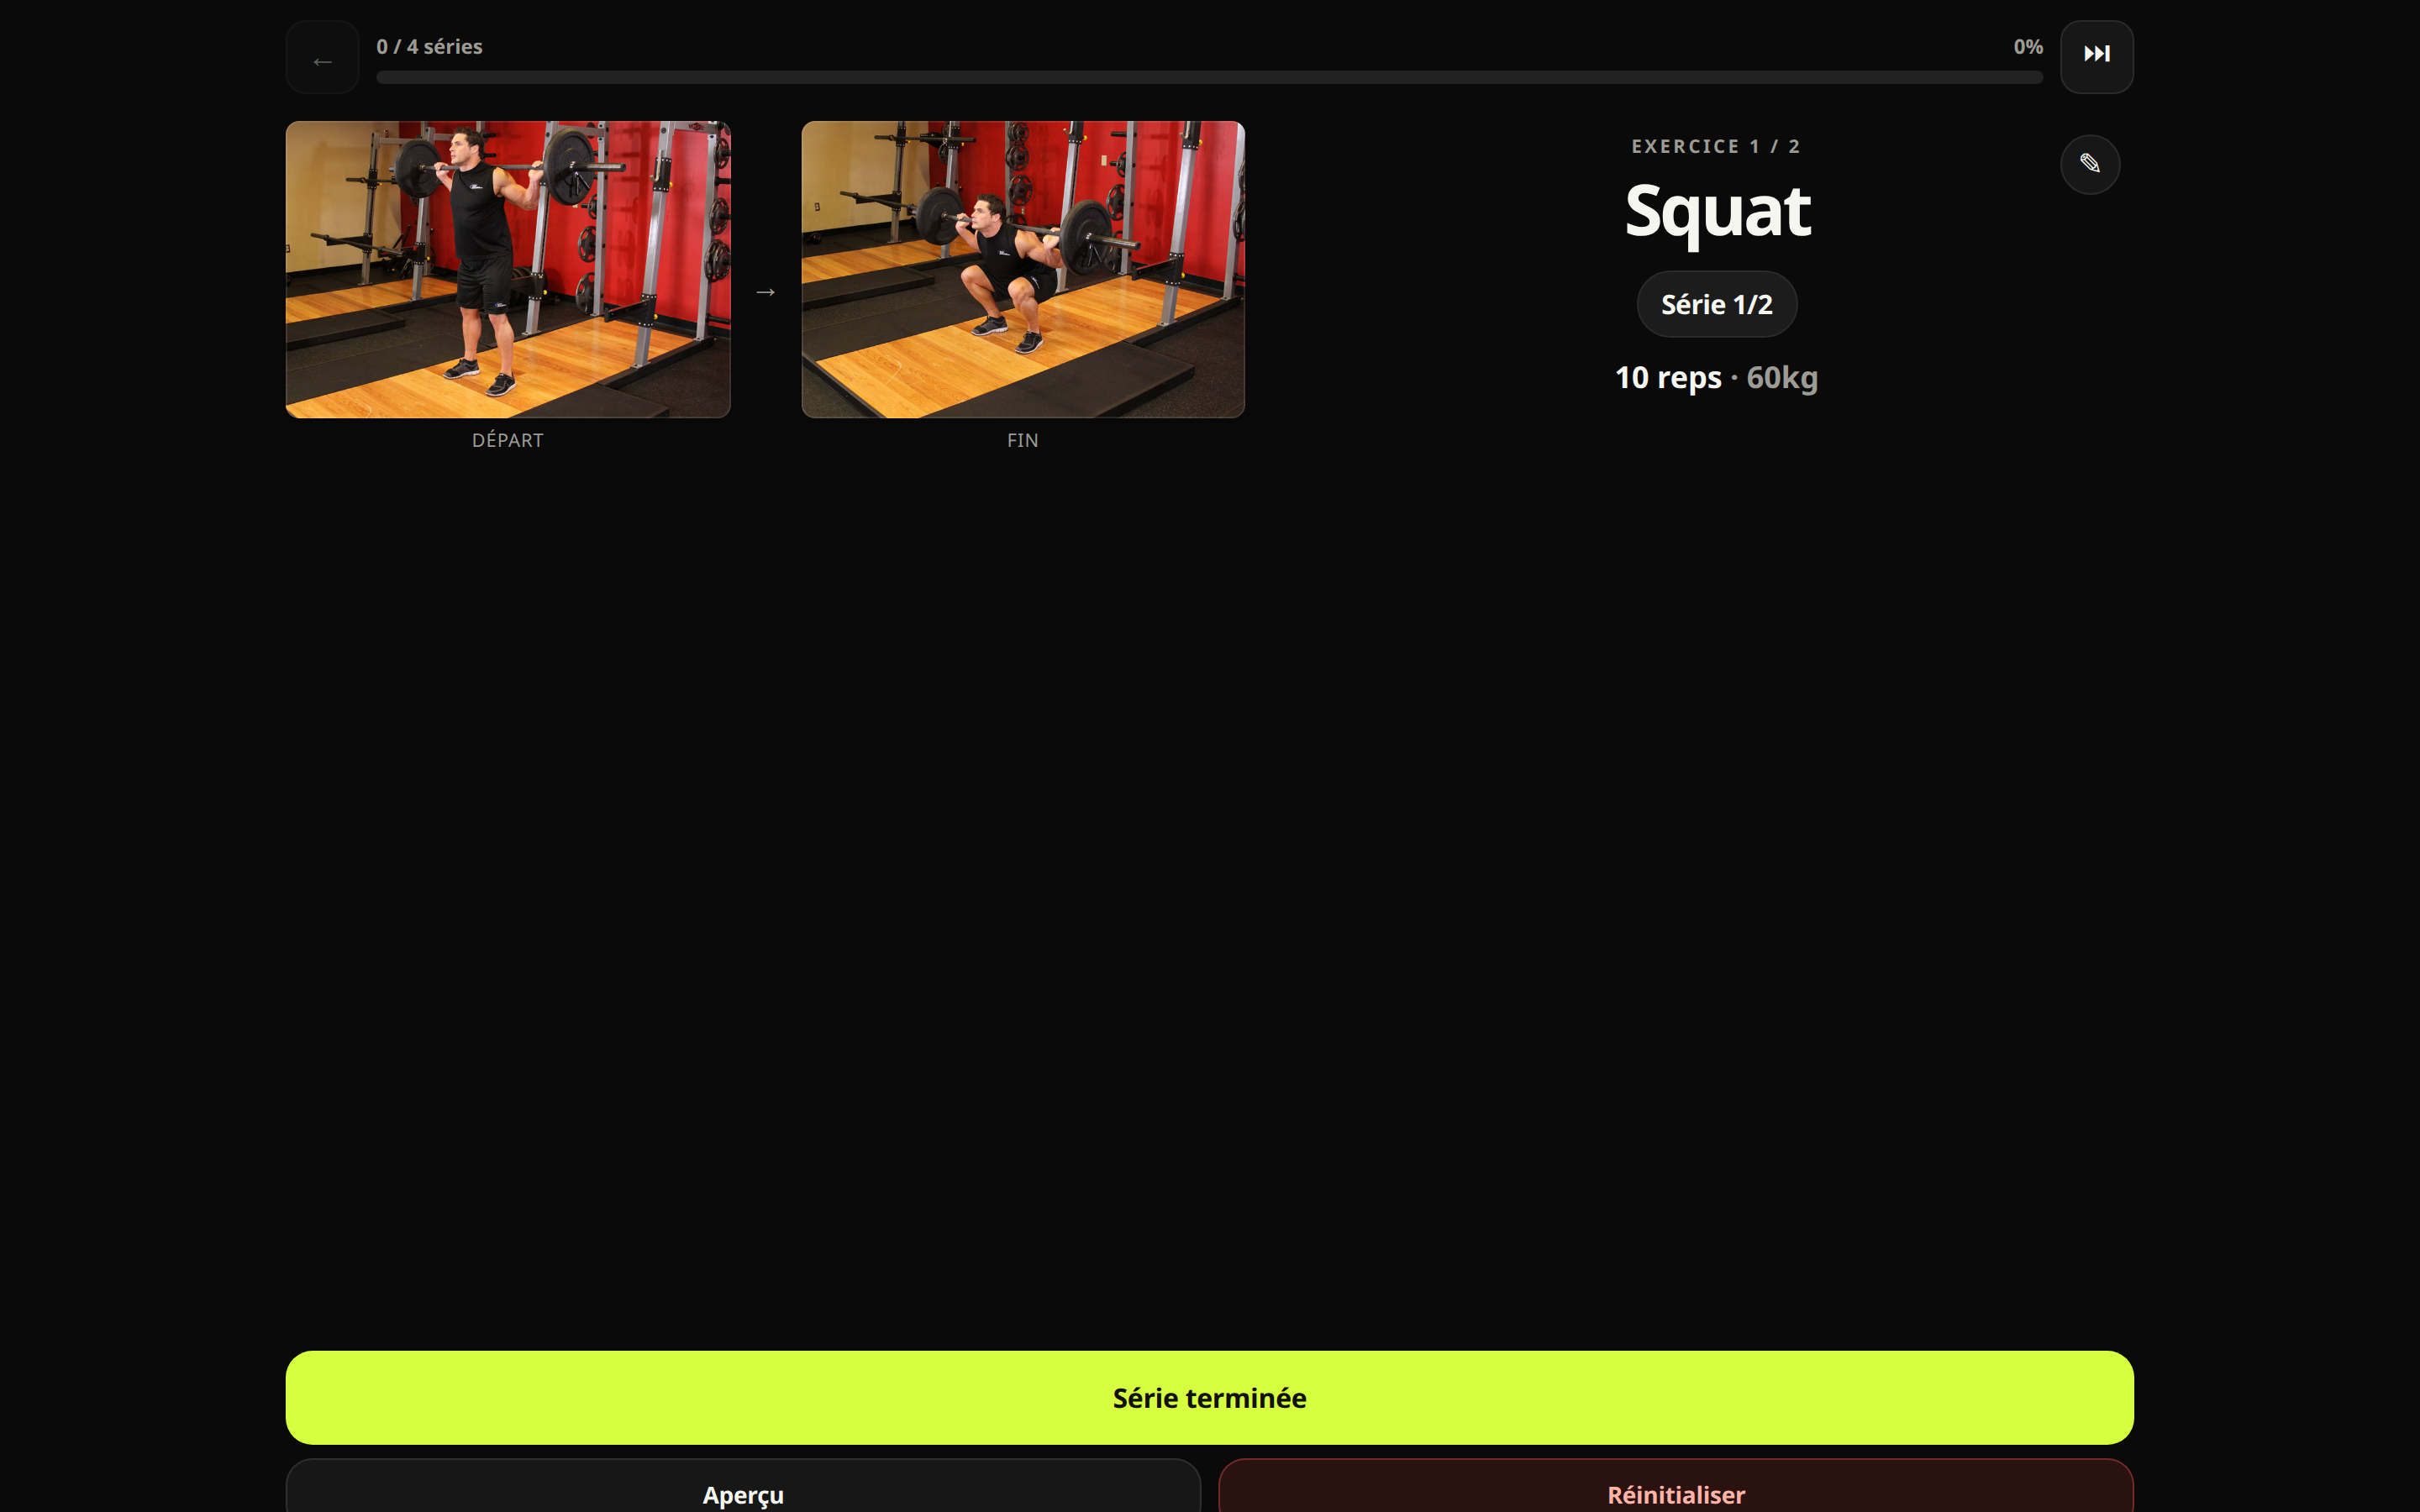 ←
0 / 4 séries
0%
⏭
EXERCICE 1 / 2
✎
Squat
Série 1/2
10 reps · 60kg
→
DÉPART
FIN
Série terminée
Aperçu
Réinitialiser